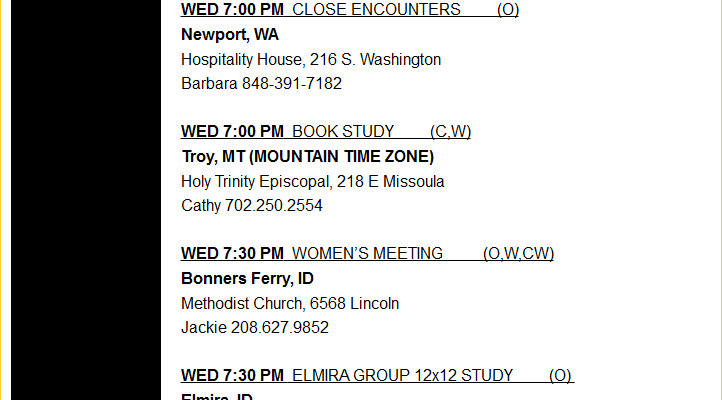 WED 7:00 PM CLOSE ENCOUNTERS (O)
Newport, WA
Hospitality House, 216 S. Washington
Barbara 848-391-7182
WED 7:00 PM BOOK STUDY (C,W)
Troy, MT (MOUNTAIN TIME ZONE)
Holy Trinity Episcopal, 218 E Missoula
Cathy 702.250.2554
WED 7:30 PM WOMEN’S MEETING (O,W,CW)
Bonners Ferry, ID
Methodist Church, 6568 Lincoln
Jackie 208.627.9852
WED 7:30 PM ELMIRA GROUP 12x12 STUDY (O)
Elmira, ID